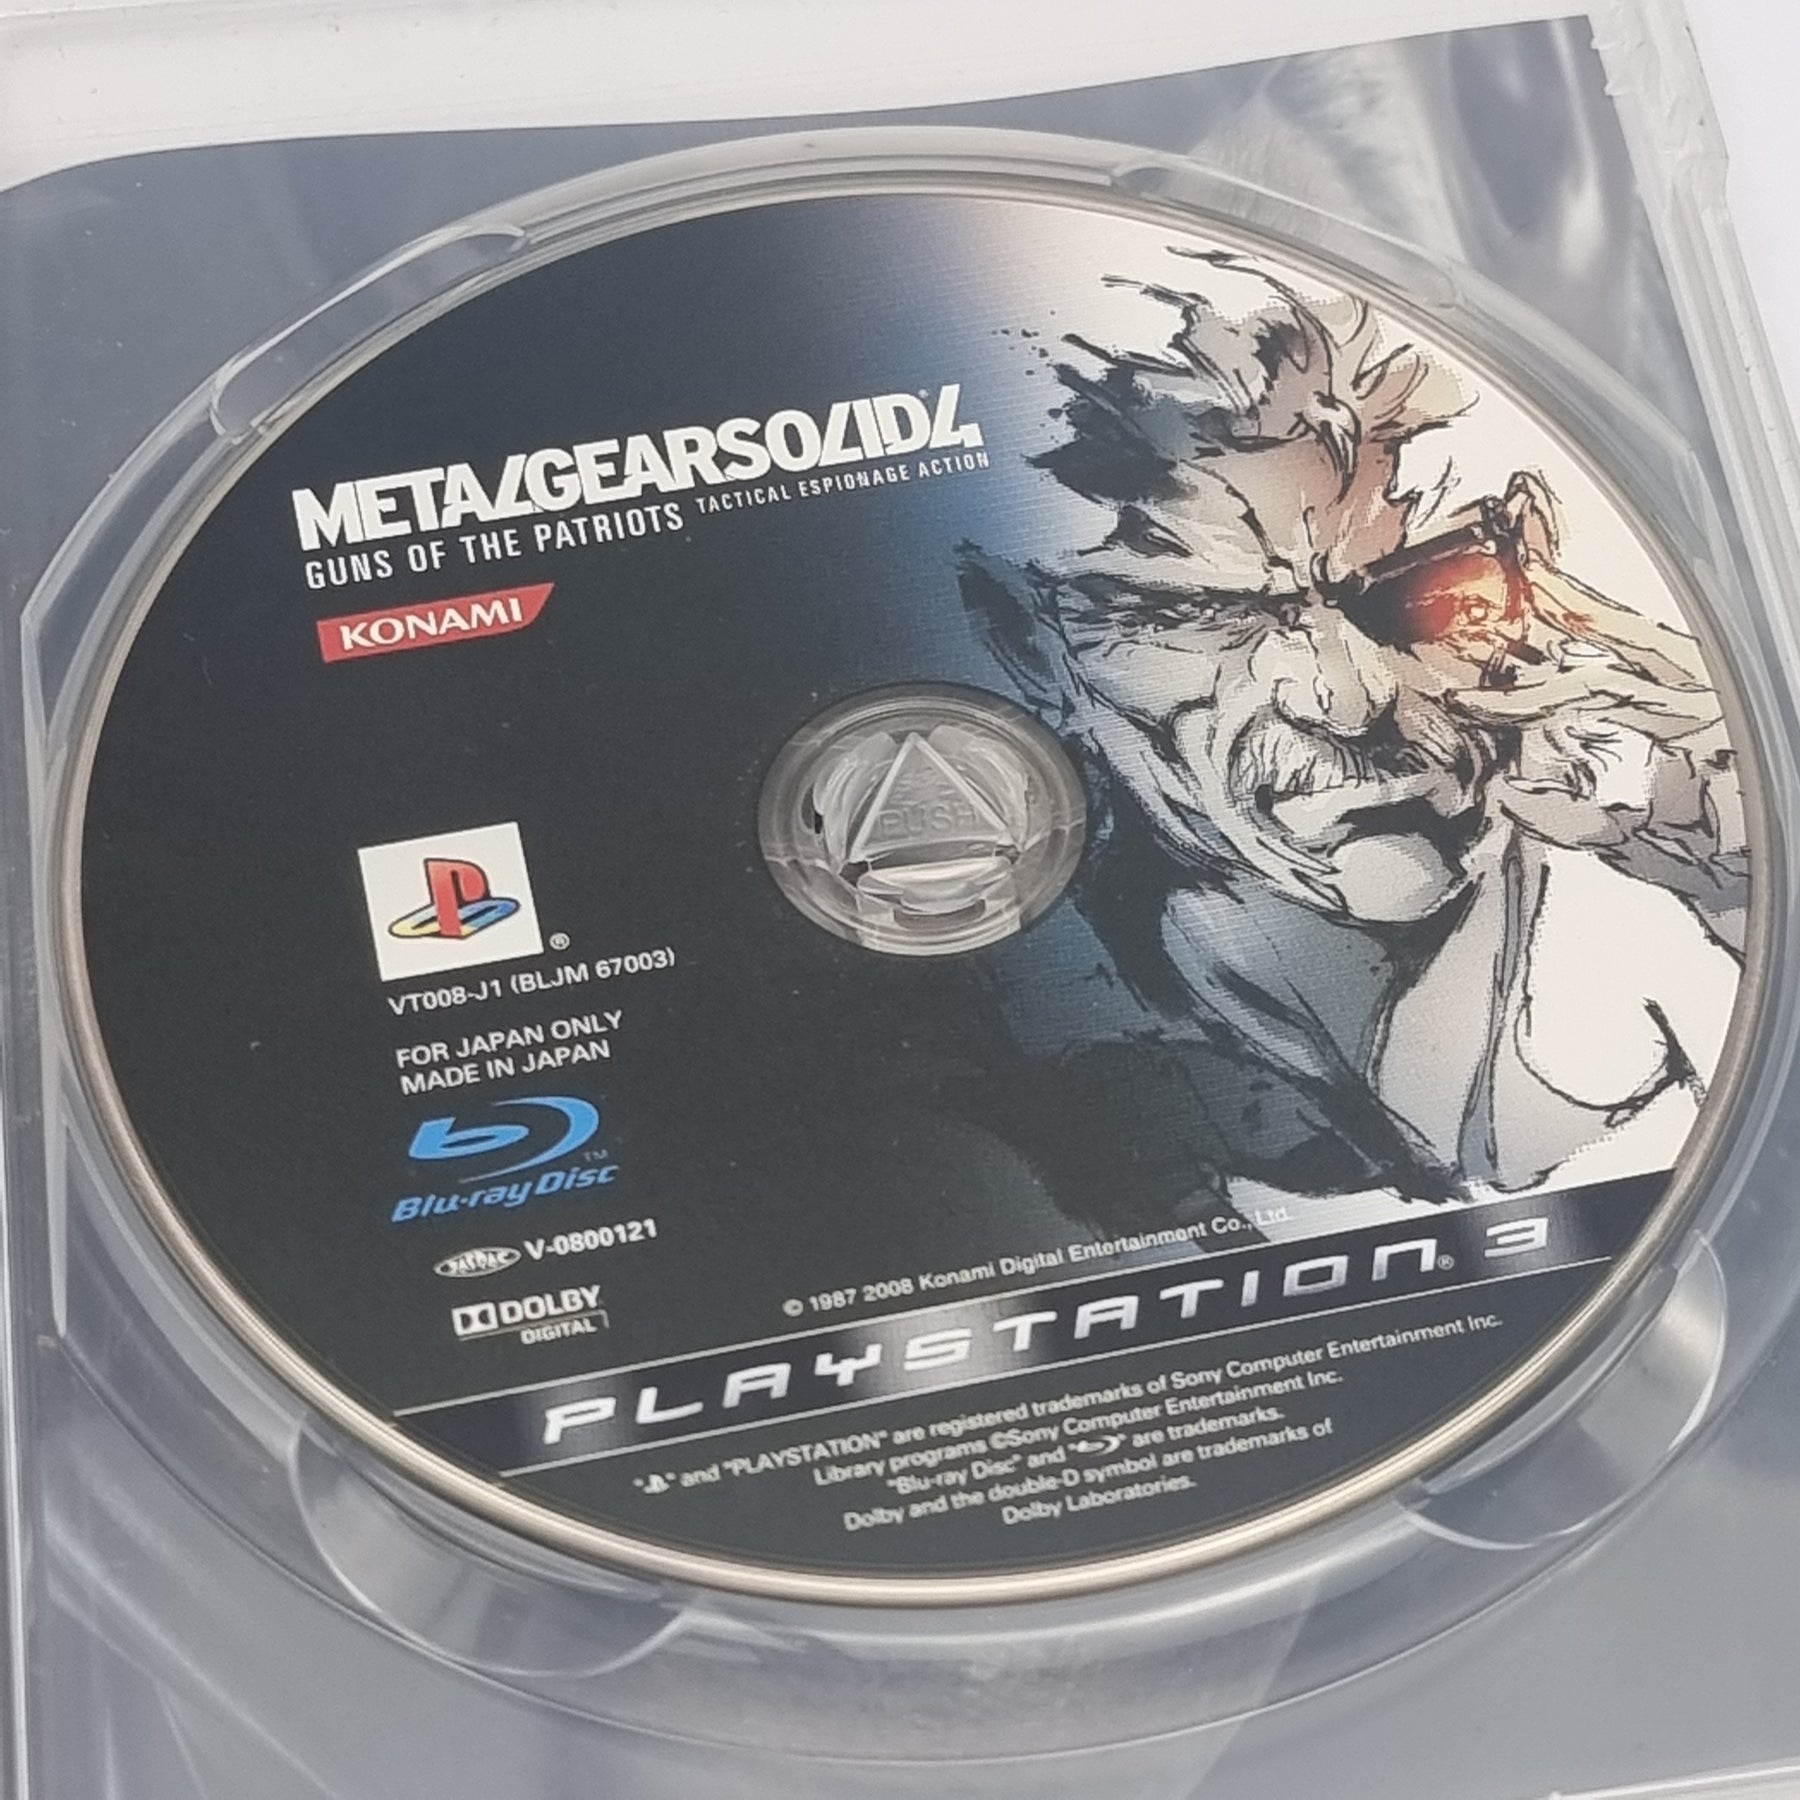 METAL GEAR SOLID 4
GUNS OF THE PATRIOTS TACTICAL ESPIONAGE ACTION
KONAMI
PUSH
®
VT008-J1 (BLJM 67003)
FOR JAPAN ONLY
MADE IN JAPAN
Blu-ray Disc™
V-0800121
DOLBY
DIGITAL
© 1987 2008 Konami Digital Entertainment Co., Ltd.
PLAYSTATION® 3
" " and "PLAYSTATION" are registered trademarks of Sony Computer Entertainment Inc.
Library programs ©Sony Computer Entertainment Inc.
"Blu-ray Disc" and " " are trademarks.
Dolby and the double-D symbol are trademarks of
Dolby Laboratories.